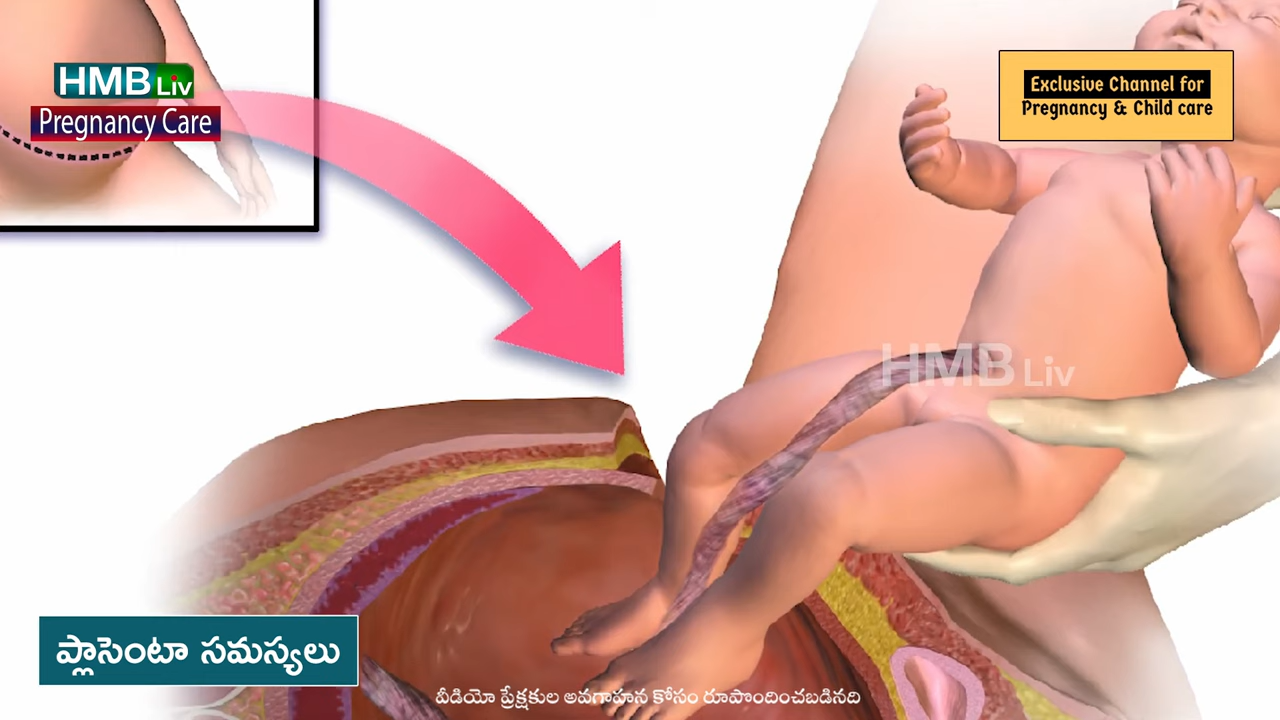 HMB Liv
Pregnancy Care
Exclusive Channel for
Pregnancy & Child care
HMB Liv
ప్లాసెంటా సమస్యలు
వీడియో ప్రేక్షకుల అవగాహన కోసం రూపొందించబడినది